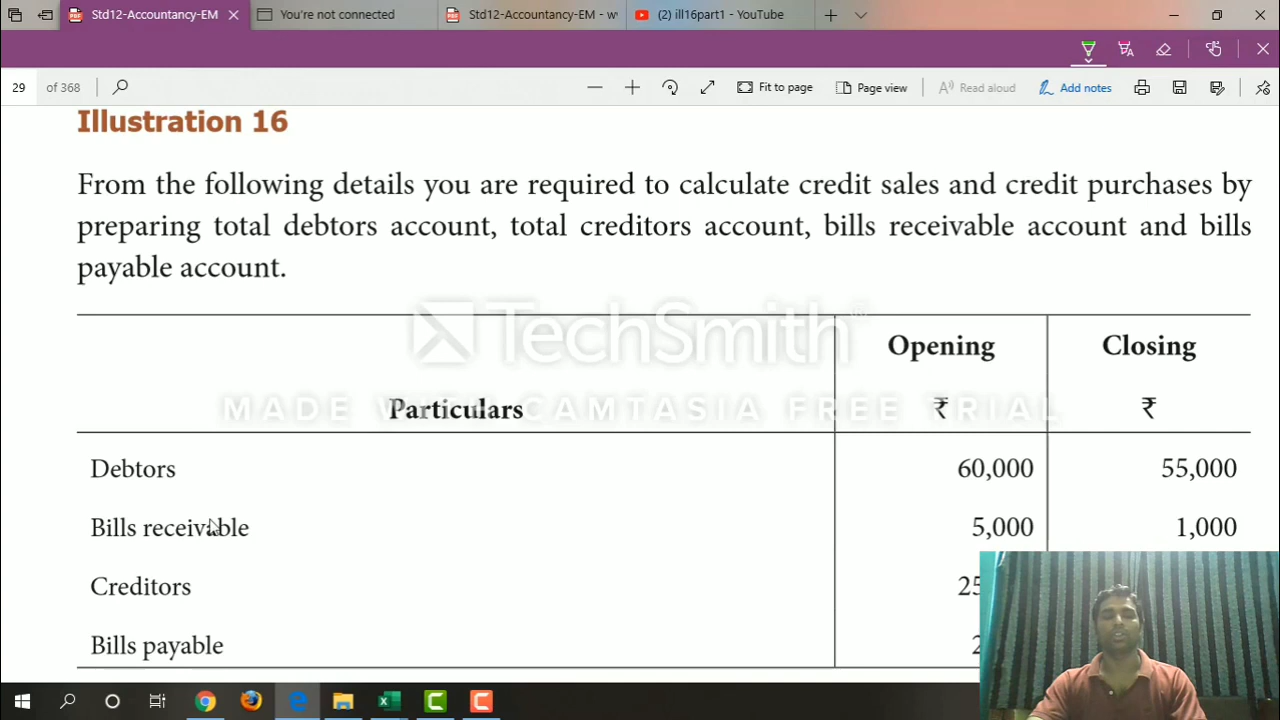 Std12-Accountancy-EM
You're not connected
Std12-Accountancy-EM - w
(2) ill16part1 - YouTube
29 of 368
Fit to page
Page view
Read aloud
Add notes
Illustration 16
From the following details you are required to calculate credit sales and credit purchases by
preparing total debtors account, total creditors account, bills receivable account and bills
payable account.
TechSmith®
MADE WITH CAMTASIA FREE TRIAL
Opening Closing
Particulars ₹ ₹
Debtors 60,000 55,000
Bills receivable 5,000 1,000
Creditors
Bills payable